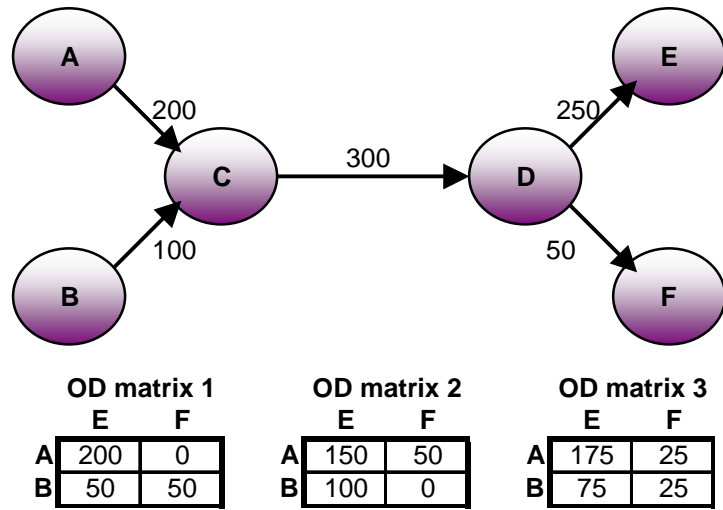 A E
200 250
300
C D
100 50
B F
OD matrix 1 OD matrix 2 OD matrix 3
E F E F E F
A 200 0 A 150 50 A 175 25
B 50 50 B 100 0 B 75 25